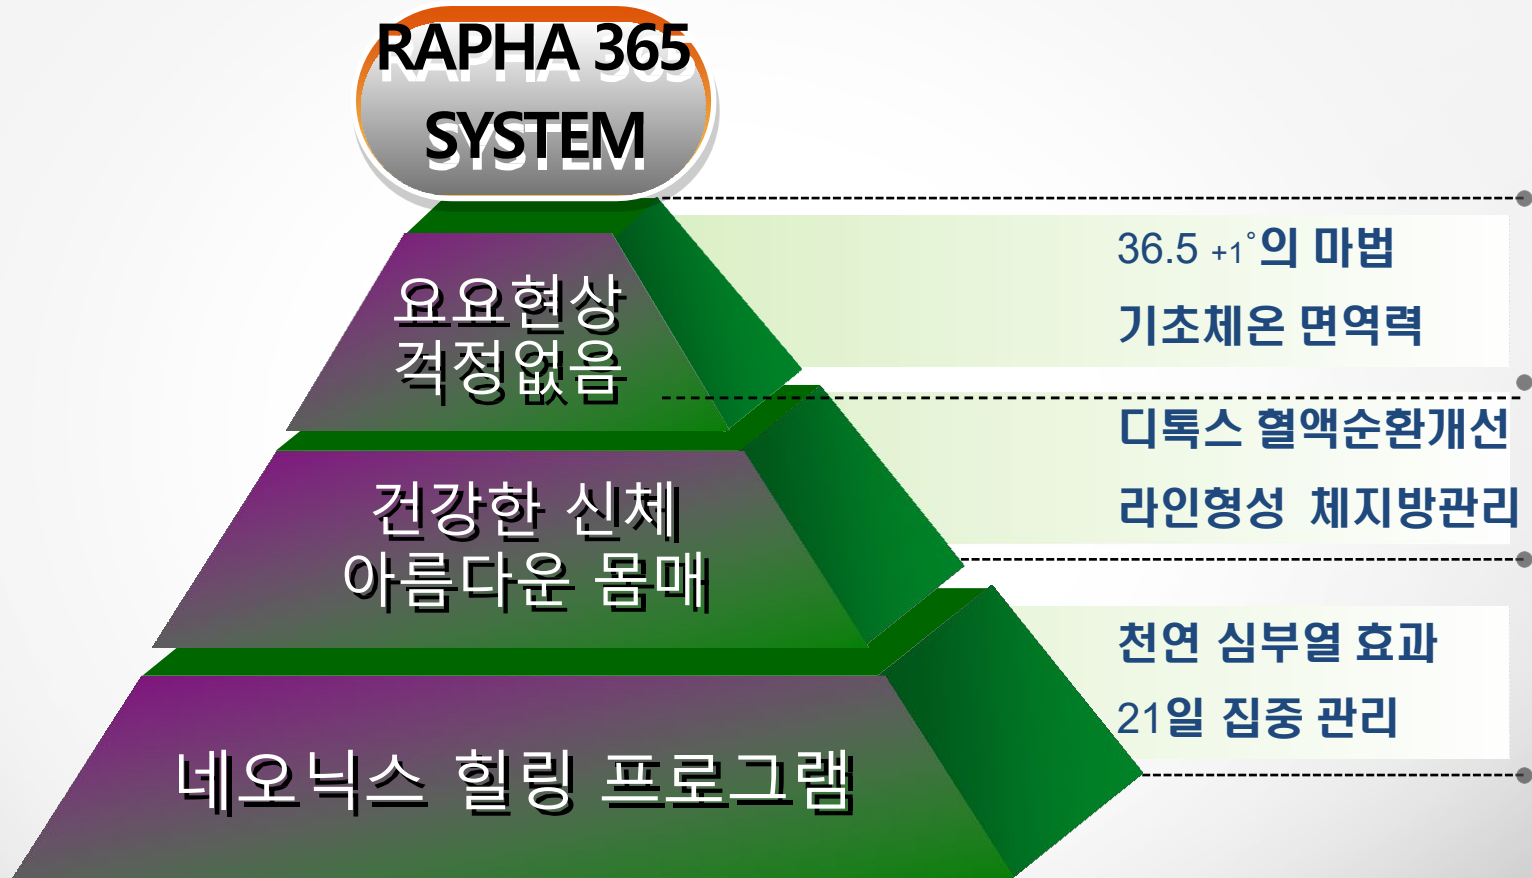 RAPHA 365
SYSTEM
요요현상
걱정없음
건강한 신체
아름다운 몸매
네오닉스 힐링 프로그램
36.5 +1˚의 마법
기초체온 면역력
디톡스 혈액순환개선
라인형성 체지방관리
천연 심부열 효과
21일 집중 관리